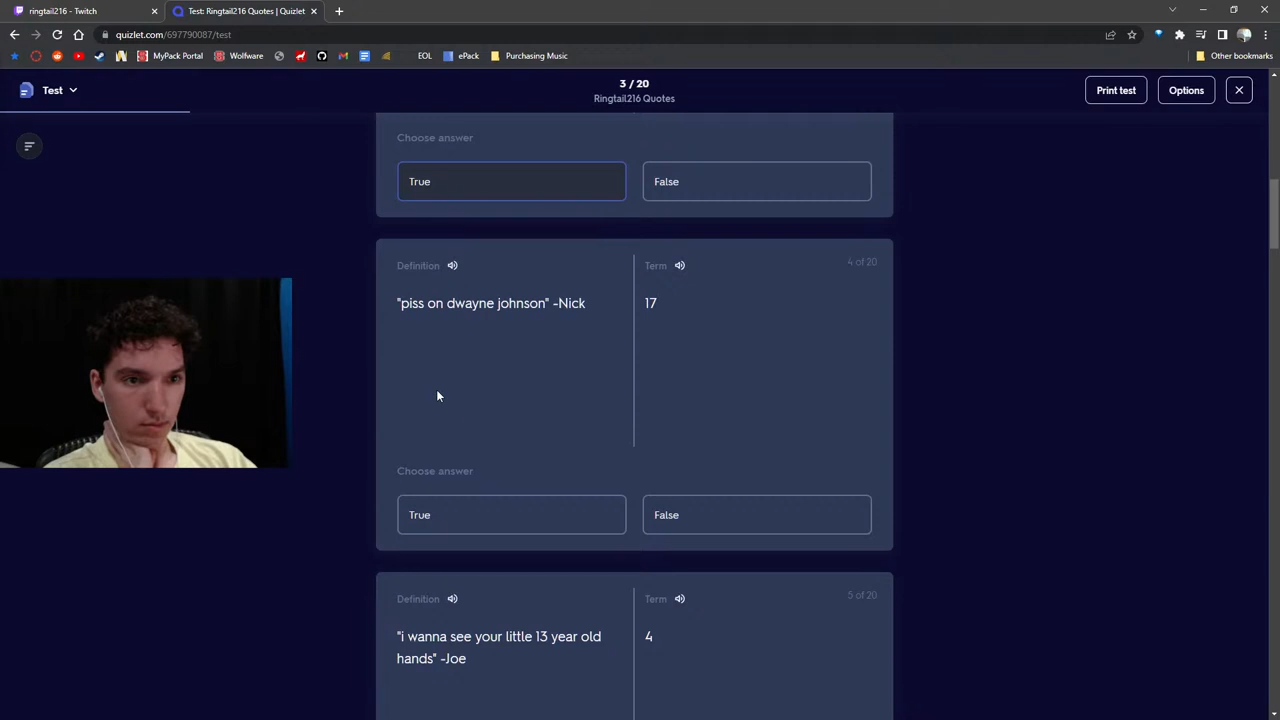 ringtail216 - Twitch
Test: Ringtail216 Quotes | Quizlet
quizlet.com/697790087/test
MyPack Portal
Wolfware
EOL
ePack
Purchasing Music
Other bookmarks
Test
3 / 20
Ringtail216 Quotes
Print test
Options
Choose answer
True
False
Definition
Term
4 of 20
"piss on dwayne johnson" -Nick
17
Choose answer
True
False
Definition
Term
5 of 20
"i wanna see your little 13 year old
hands" -Joe
4